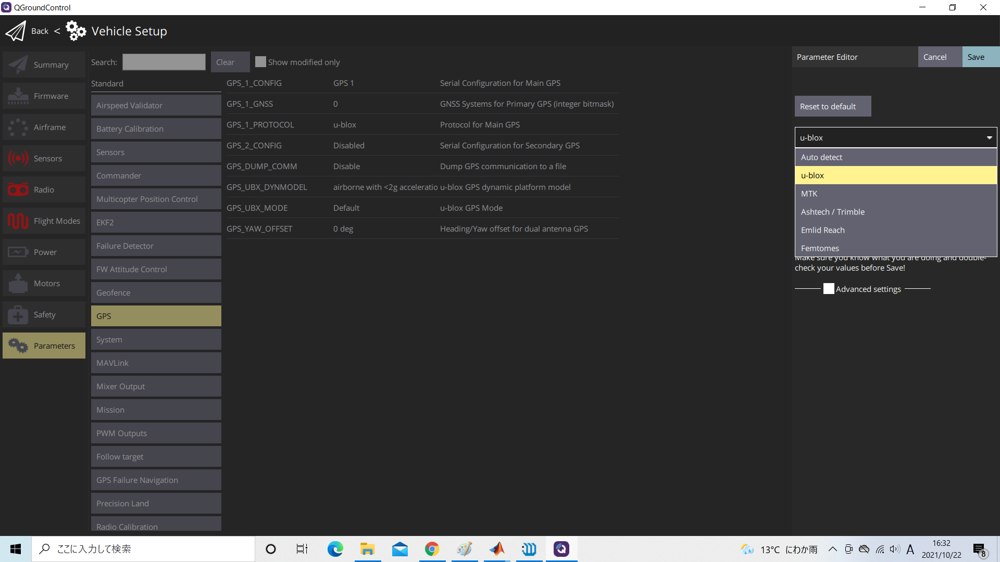 QGroundControl
Back < Vehicle Setup
Summary
Firmware
Airframe
Sensors
Radio
Flight Modes
Power
Motors
Safety
Parameters
Search: Clear Show modified only
Standard
Airspeed Validator
Battery Calibration
Sensors
Commander
Multicopter Position Control
EKF2
Failure Detector
FW Attitude Control
Geofence
GPS
System
MAVLink
Mixer Output
Mission
PWM Outputs
Follow target
GPS Failure Navigation
Precision Land
Radio Calibration
GPS_1_CONFIG GPS 1 Serial Configuration for Main GPS
GPS_1_GNSS 0 GNSS Systems for Primary GPS (integer bitmask)
GPS_1_PROTOCOL u-blox Protocol for Main GPS
GPS_2_CONFIG Disabled Serial Configuration for Secondary GPS
GPS_DUMP_COMM Disable Dump GPS communication to a file
GPS_UBX_DYNMODEL airborne with <2g acceleratio u-blox GPS dynamic platform model
GPS_UBX_MODE Default u-blox GPS Mode
GPS_YAW_OFFSET 0 deg Heading/Yaw offset for dual antenna GPS
Parameter Editor Cancel Save
Reset to default
u-blox
Auto detect
u-blox
MTK
Ashtech / Trimble
Emlid Reach
Femtomes
Make sure you know what you are doing and double-
check your values before Save!
Advanced settings
ここに入力して検索
13°C にわか雨
A
16:32
2021/10/22
8